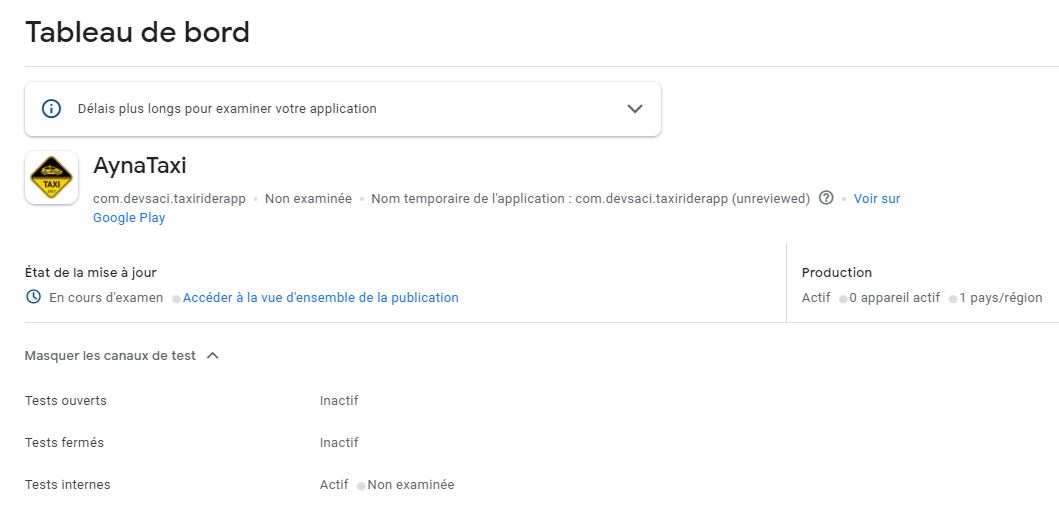 Tableau de bord
Délais plus longs pour examiner votre application
TAXI
AynaTaxi
com.devsaci.taxiriderapp • Non examinée • Nom temporaire de l'application : com.devsaci.taxiriderapp (unreviewed) • Voir sur
Google Play
État de la mise à jour
En cours d'examen • Accéder à la vue d'ensemble de la publication
Production
Actif • 0 appareil actif • 1 pays/région
Masquer les canaux de test
Tests ouverts Inactif
Tests fermés Inactif
Tests internes Actif • Non examinée